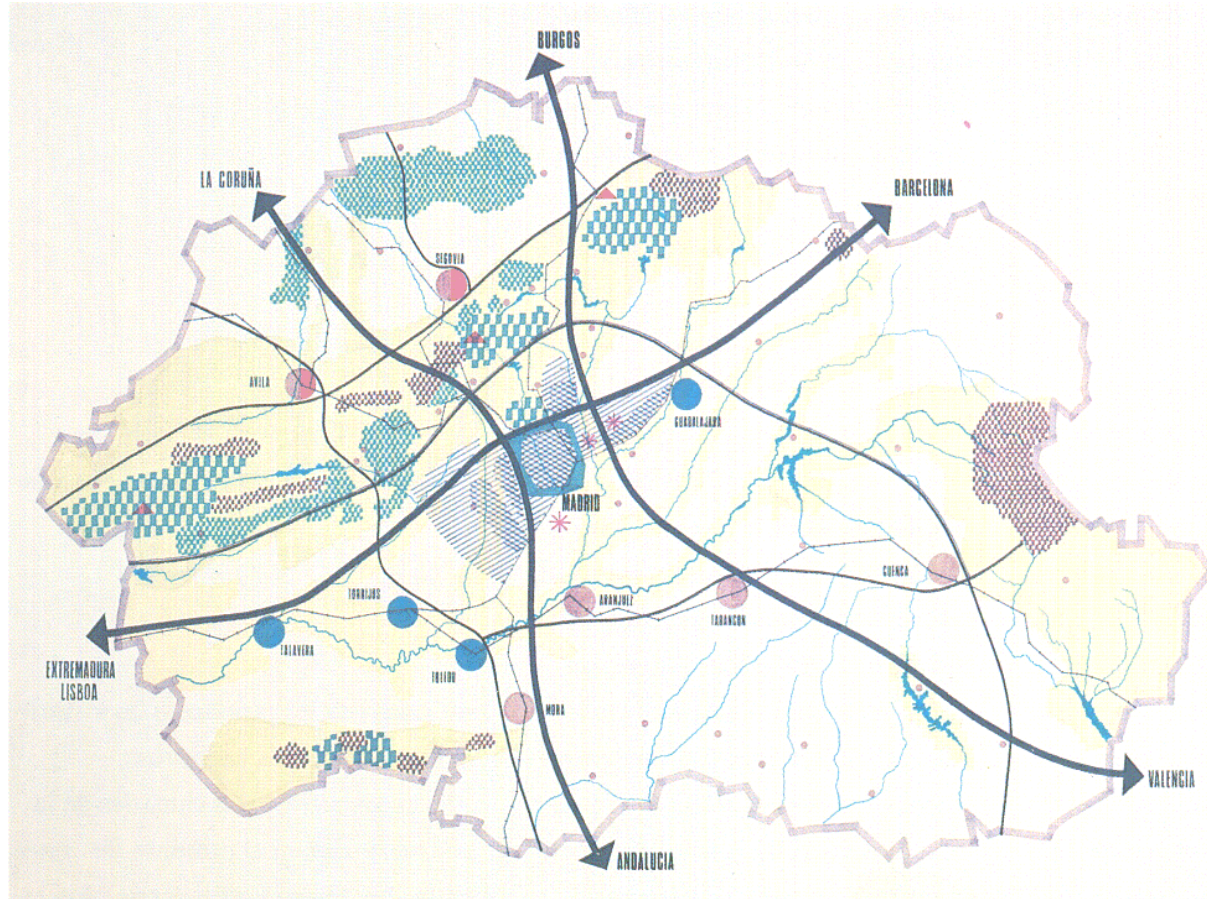 BURGOS
LA CORUÑA
BARCELONA
SEGOVIA
AVILA
GUADALAJARA
MADRID
CUENCA
TORRIJOS
ARANJUEZ
TARANCON
TALAVERA
TOLEDO
EXTREMADURA
LISBOA
MORA
VALENCIA
ANDALUCIA